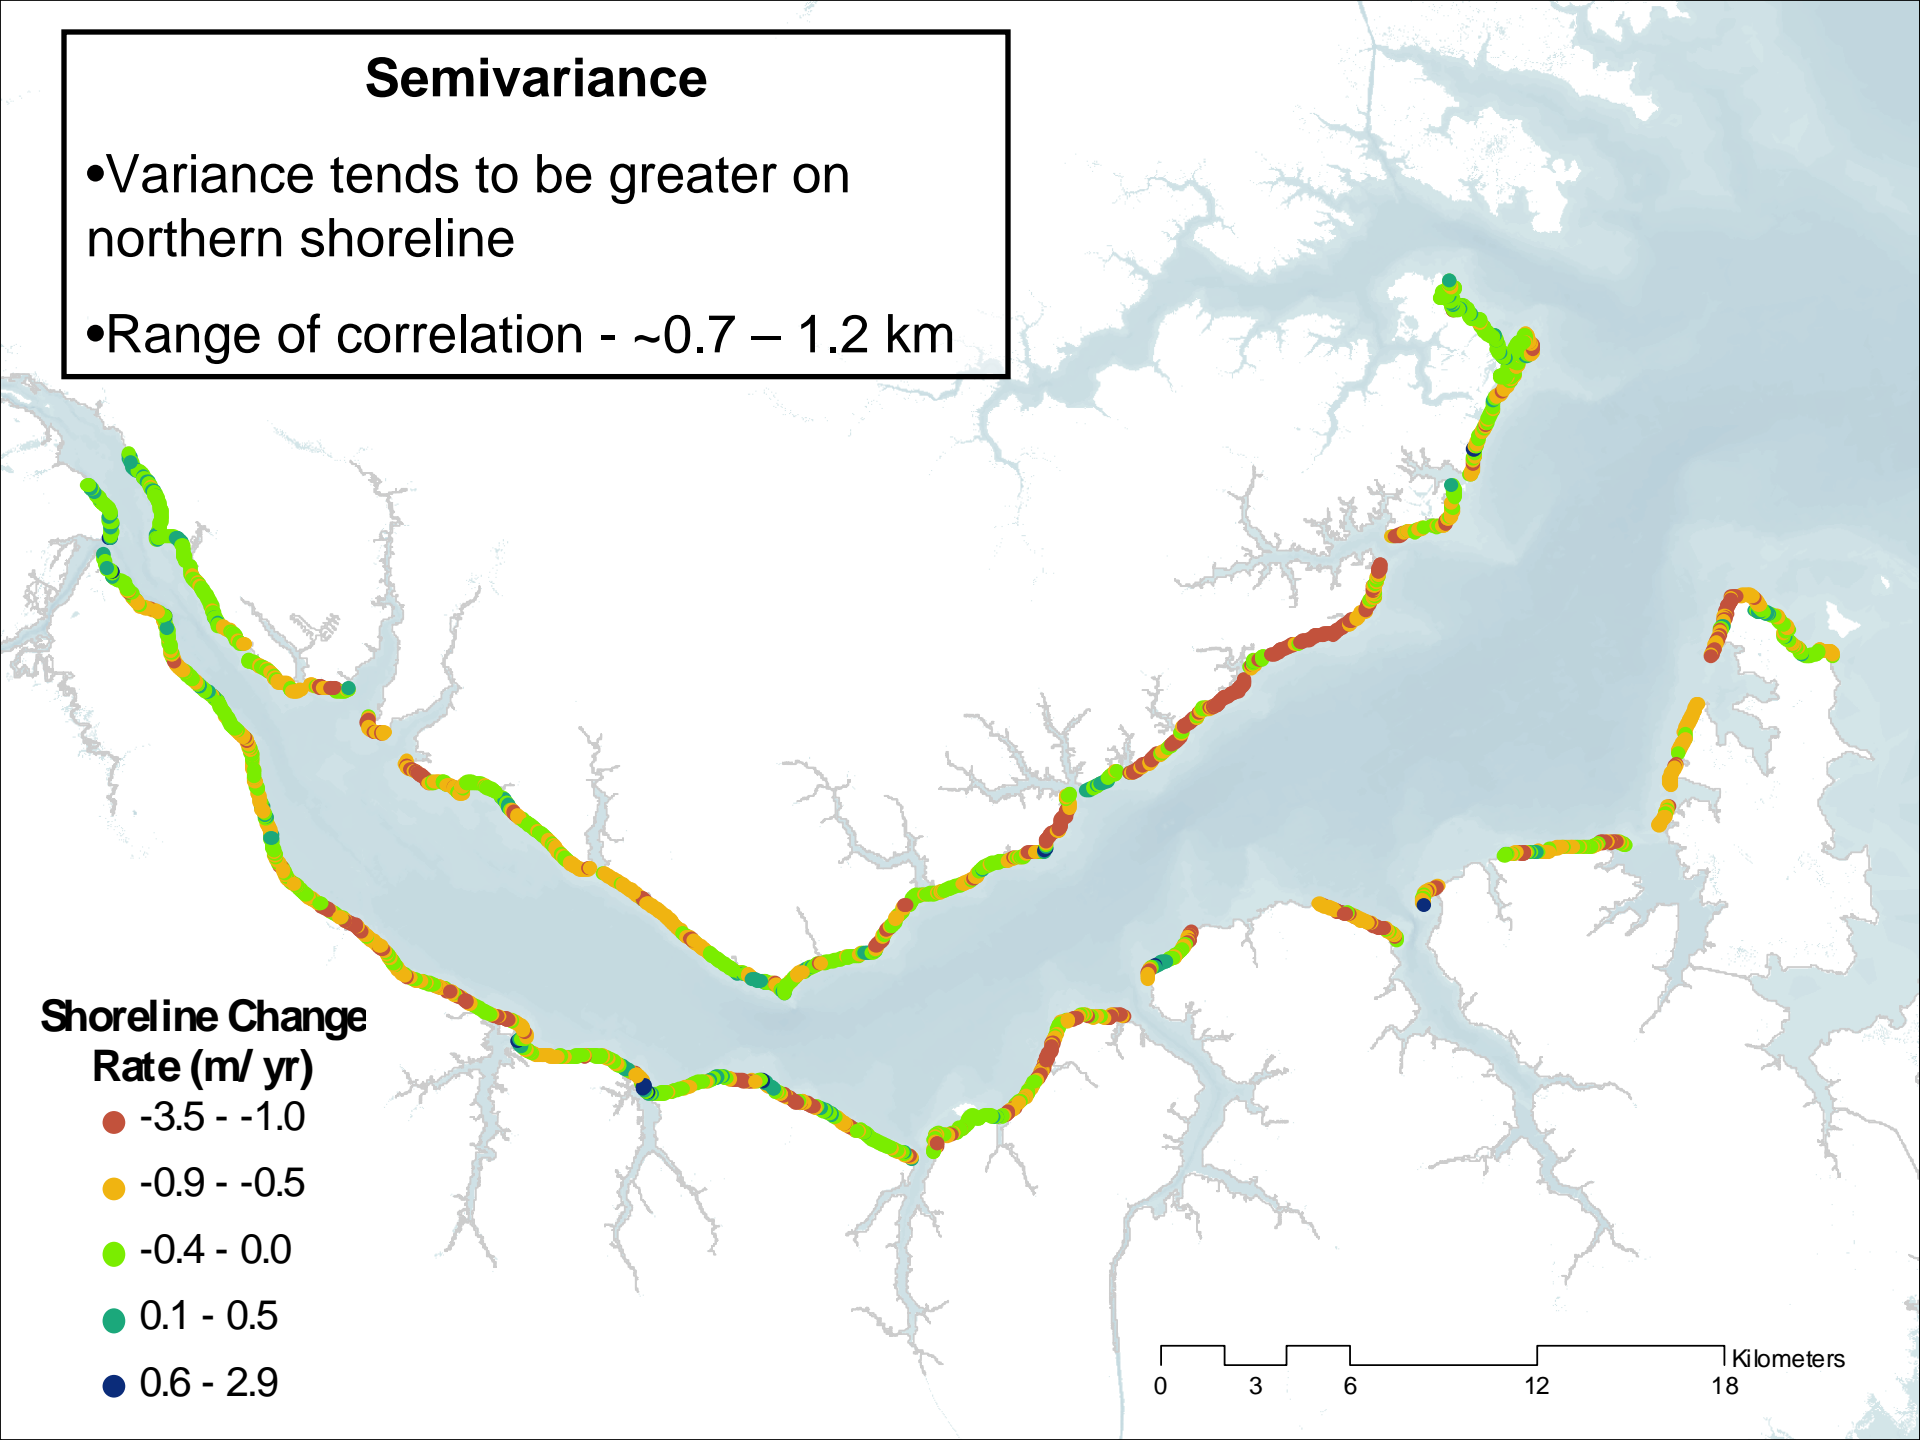 Semivariance
•Variance tends to be greater on
northern shoreline
•Range of correlation - ~0.7 – 1.2 km
Shoreline Change
Rate (m/ yr)
-3.5 - -1.0
-0.9 - -0.5
-0.4 - 0.0
0.1 - 0.5
0.6 - 2.9
Kilometers
0 3 6 12 18